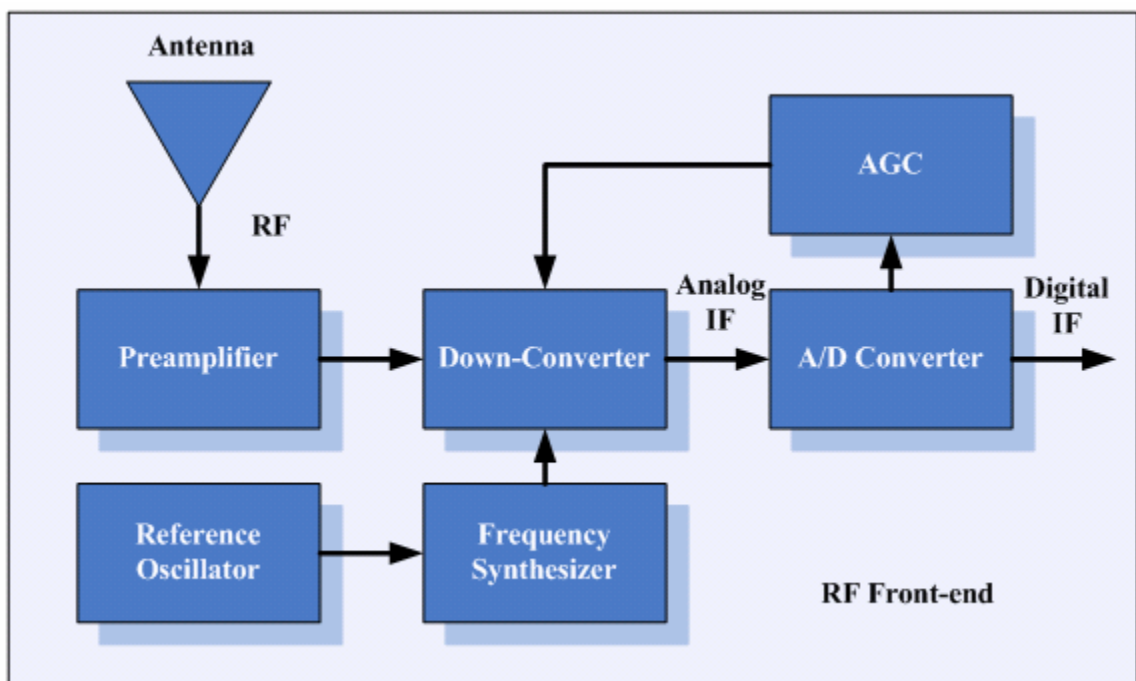 Antenna
AGC
RF
Analog
IF
Digital
IF
Preamplifier
Down-Converter
A/D Converter
Reference
Oscillator
Frequency
Synthesizer
RF Front-end